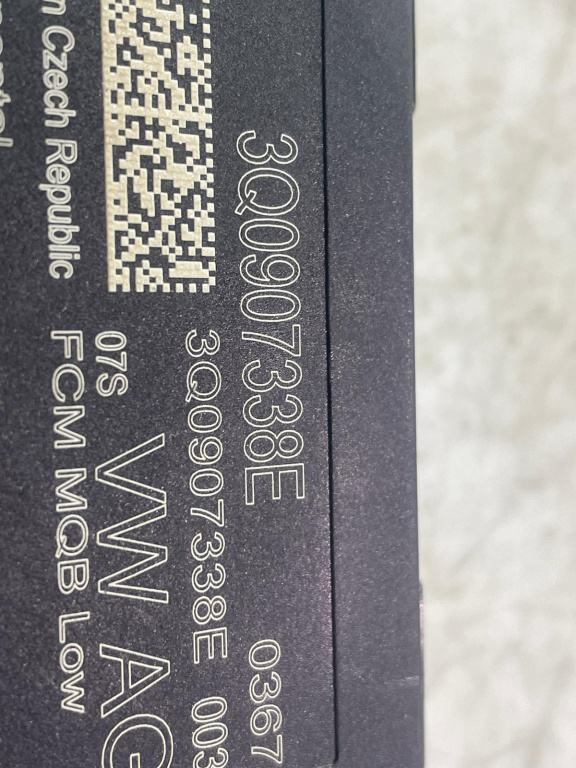 3Q0907338E
0367
3Q0907338E 003
07S
VW AG
FCM MQB Low
Czech Republic